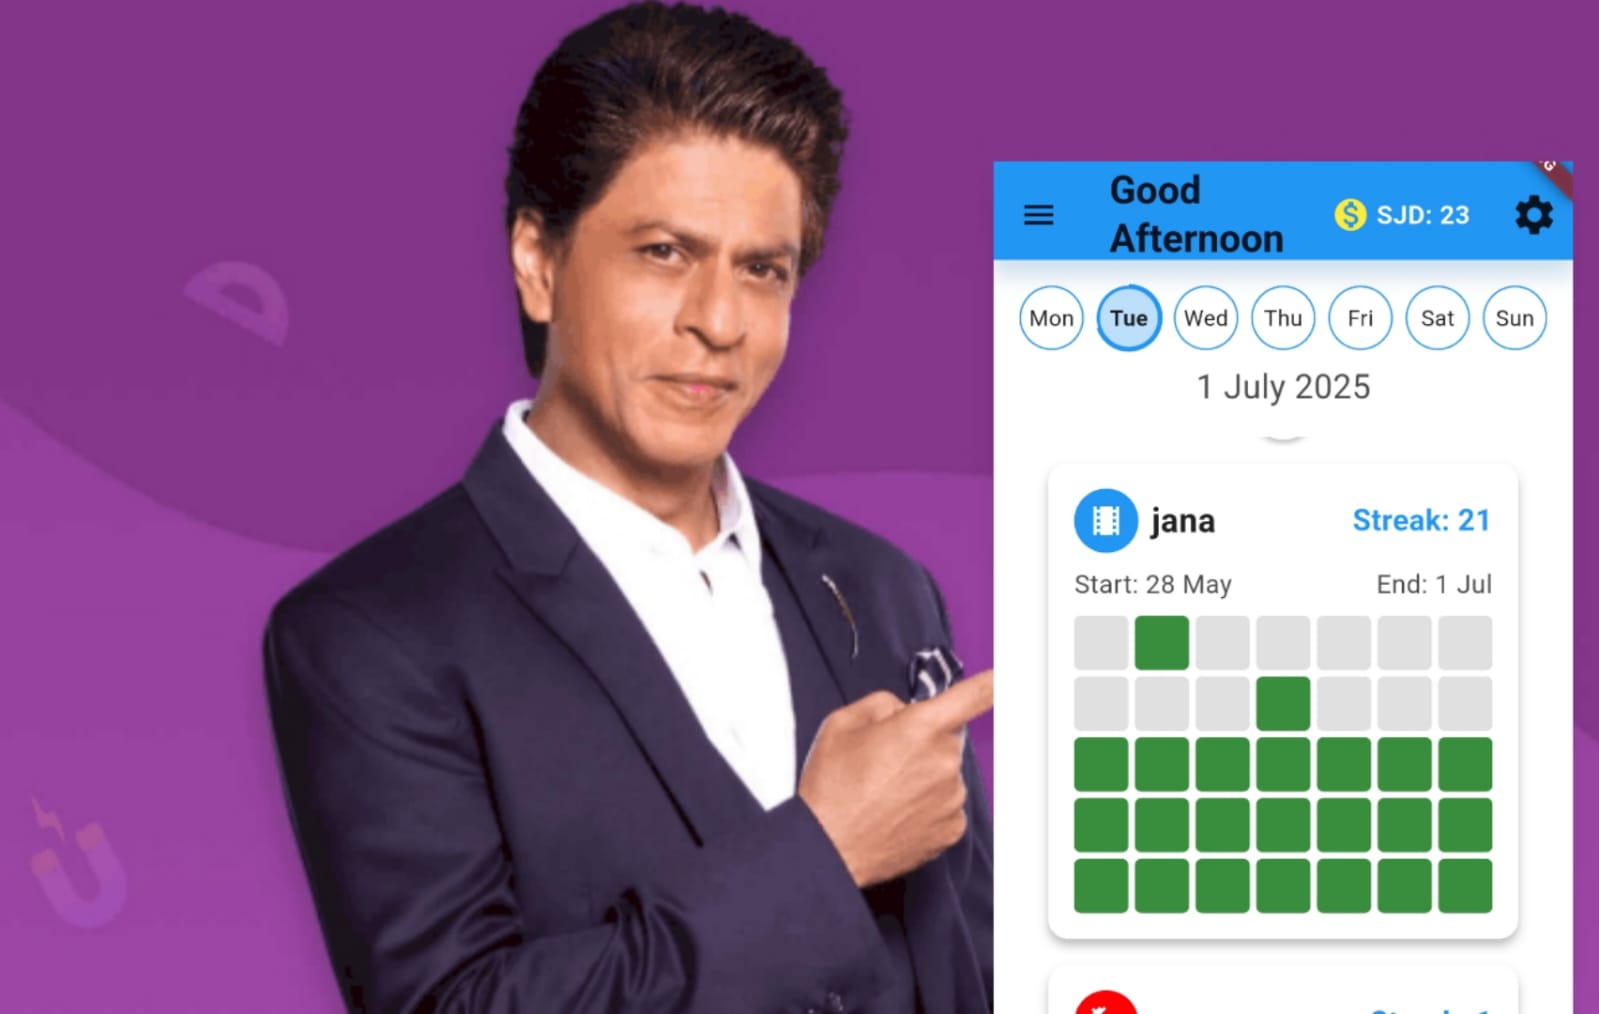 Good
Afternoon
SJD: 23
Mon Tue Wed Thu Fri Sat Sun
1 July 2025
jana
Streak: 21
Start: 28 May
End: 1 Jul